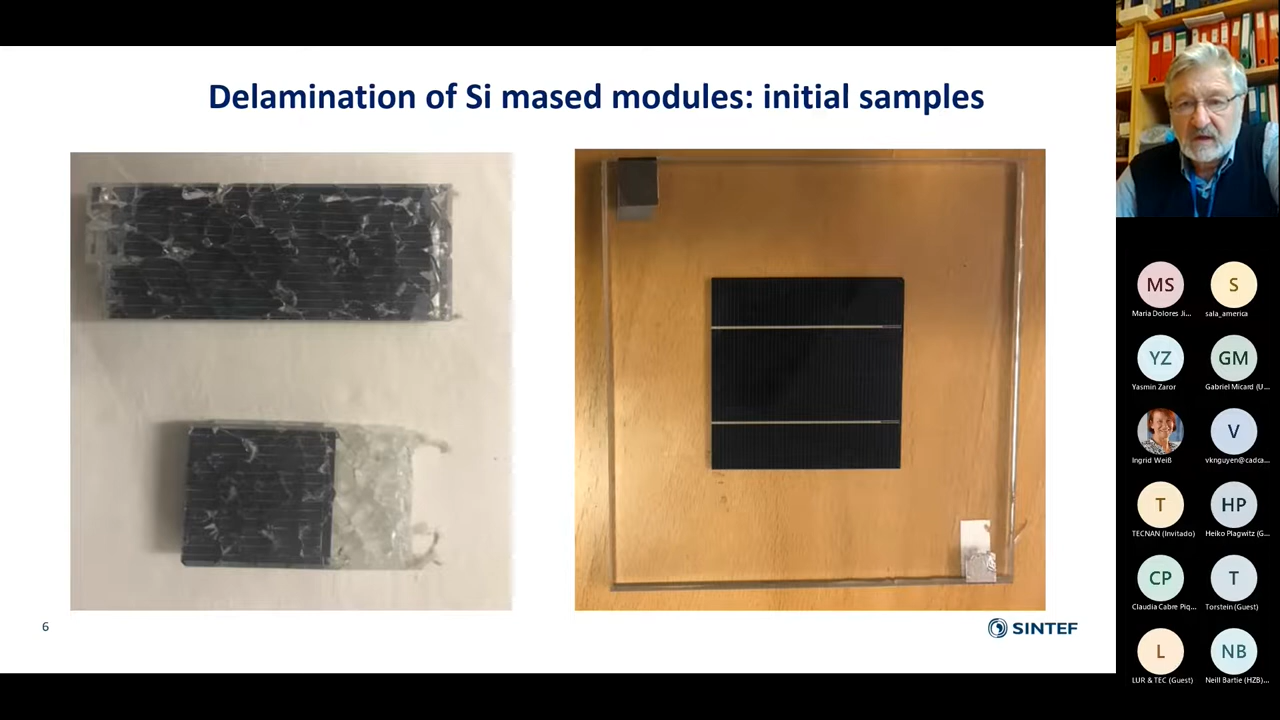 Delamination of Si mased modules: initial samples
6
SINTEF
MS
S
Maria Dolores Ji...
sala_america
YZ
GM
Yasmin Zaror
Gabriel Micard (U...
V
Ingrid Weiß
vknguyen@cadca...
T
HP
TECNAN (Invitado)
Heiko Plagwitz (G...
CP
T
Claudia Cabre Piq...
Torstein (Guest)
L
NB
LUR & TEC (Guest)
Neill Bartie (HZB)...